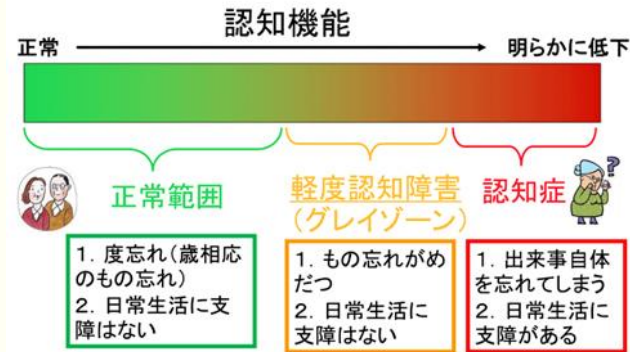 認知機能
正常
明らかに低下
正常範囲
軽度認知障害
(グレイゾーン)
認知症
?
1. 度忘れ(歳相応
のもの忘れ)
2. 日常生活に支
障はない
1. もの忘れがめ
だつ
2. 日常生活に
支障はない
1. 出来事自体
を忘れてしまう
2. 日常生活に
支障がある